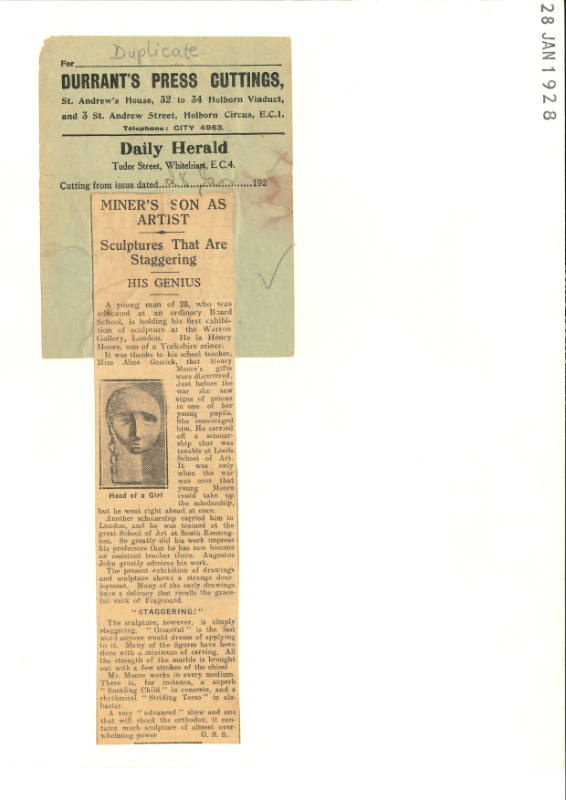 28 JAN 1928
Duplicate.
For
DURRANT'S PRESS CUTTINGS,
St. Andrew's House, 32 to 34 Holborn Viaduct,
and 3 St. Andrew Street, Holborn Circus, E.C.1.
Telephone: CITY 4963.
Daily Herald
Tudor Street, Whitefriars, E.C.4.
Cutting from issue dated 28 Jan 192
MINER'S SON AS
ARTIST
Sculptures That Are
Staggering
HIS GENIUS
A young man of 28, who was
educated at an ordinary Board
School, is holding his first exhibi-
tion of sculpture at the Warren
Gallery, London. He is Henry
Moore, son of a Yorkshire miner.
It was thanks to his school teacher,
Miss Alice Gostick, that Henry
Moore's gifts
were discovered.
Just before the
war she saw
signs of genius
in one of her
young pupils.
She encouraged
him. He carried
off a scholar-
ship that was
tenable at Leeds
School of Art.
It was only
when the war
was over that
young Moore
could take up
the scholarship,
Head of a Girl
but he went right ahead at once.
Another scholarship carried him to
London, and he was trained at the
great School of Art at South Kensing-
ton. So greatly did his work impress
his professors that he has now become
an assistant teacher there. Augustus
John greatly admires his work.
The present exhibition of drawings
and sculpture shows a strange deve
lopment. Many of the early drawings
have a delicacy that recalls the grace-
ful work of Fragonard.
"STAGGERING!"
The sculpture, however, is simply
staggering. "Graceful" is the last
word anyone would dream of applying
to it. Many of the figures have been
done with a minimum of carving. All
the strength of the marble is brought
out with a few strokes of the chisel
Mr. Moore works in every medium.
There is, for instance, a superb
"Suckling Child" in concrete, and a
rhythmical "Striding Torso" in ala-
baster.
A very "advanced" show and one
that will shock the orthodox, it con-
tains much sculpture of almost over-
whelming power G. S. S.